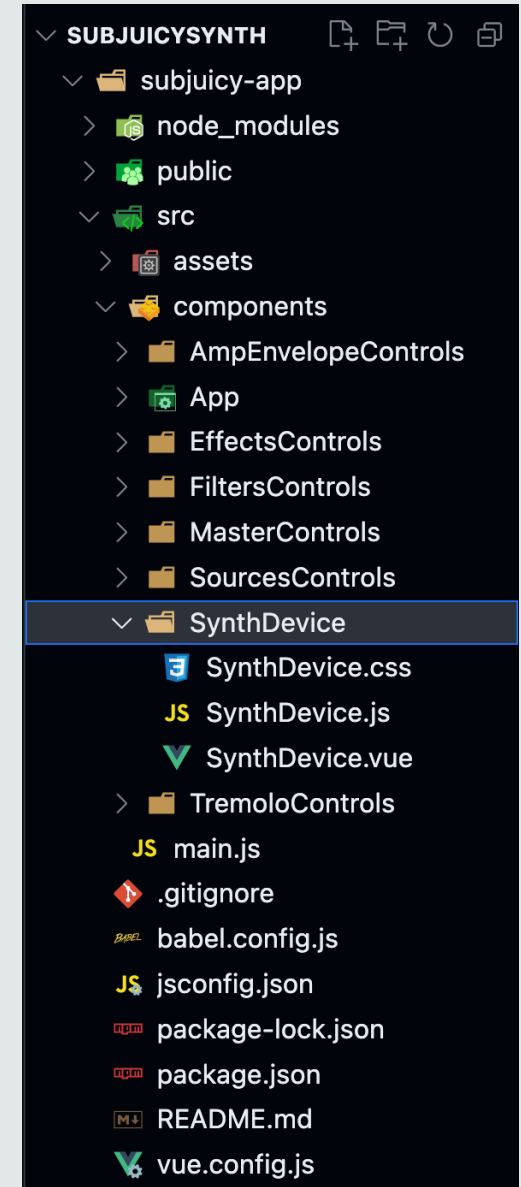 SUBJUICYSYNTH
subjuicy-app
node_modules
public
src
assets
components
AmpEnvelopeControls
App
EffectsControls
FiltersControls
MasterControls
SourcesControls
SynthDevice
SynthDevice.css
JS SynthDevice.js
SynthDevice.vue
TremoloControls
JS main.js
.gitignore
BABEL babel.config.js
JS jsconfig.json
npm package-lock.json
npm package.json
M README.md
vue.config.js